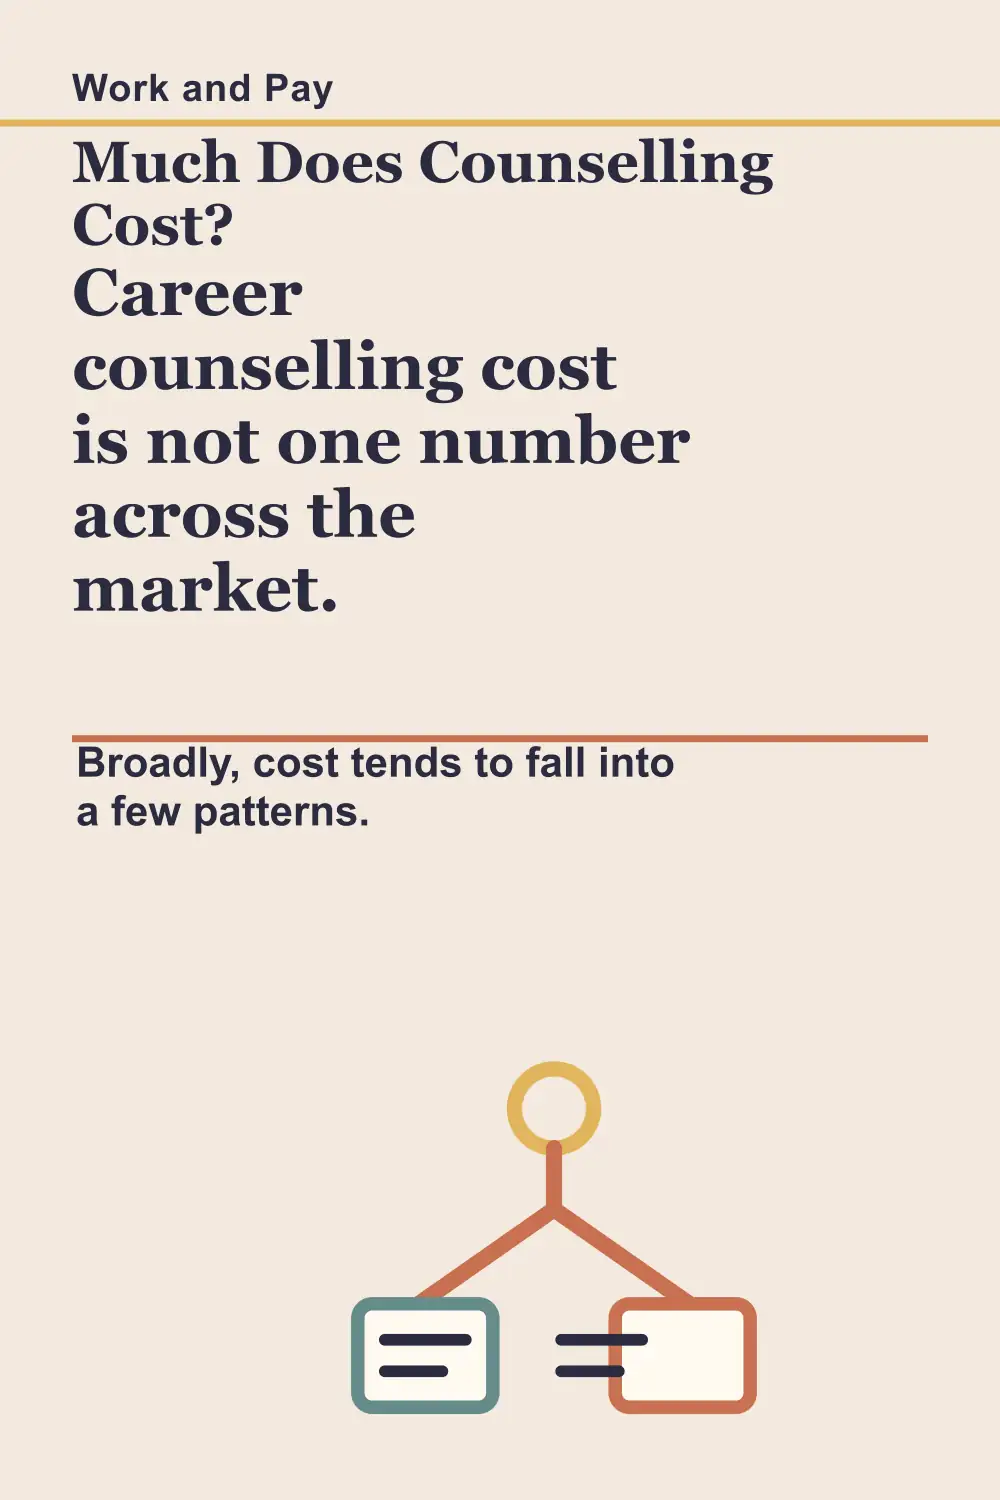 Work and Pay
Much Does Counselling
Cost?
Career
counselling cost
is not one number
across the
market.
Broadly, cost tends to fall into
a few patterns.